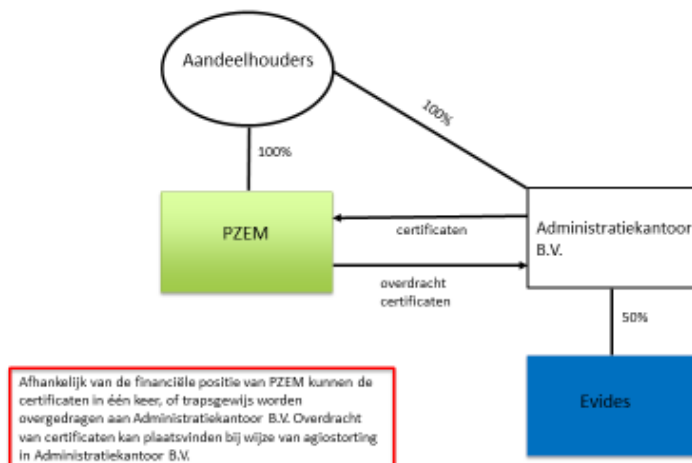 Aandeelhouders
100%
100%
PZEM
certificaten
Administratiekantoor
B.V.
overdracht
certificaten
50%
Evides
Afhankelijk van de financiële positie van PZEM kunnen de
certificaten in één keer, of trapsgewijs worden
overgedragen aan Administratiekantoor B.V. Overdracht
van certificaten kan plaatsvinden bij wijze van agiostorting
in Administratiekantoor B.V.